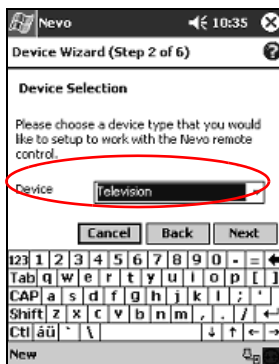 Nevo 10:35
Device Wizard (Step 2 of 6) ?
Device Selection
Please choose a device type that you would
like to setup to work with the Nevo remote
control.
Device Television
Cancel Back Next
123 1 2 3 4 5 6 7 8 9 0 - =
Tab q w e r t y u i o p [ ]
CAP a s d f g h j k l ; '
Shift z x c v b n m , . /
Ctl áü ` \
New